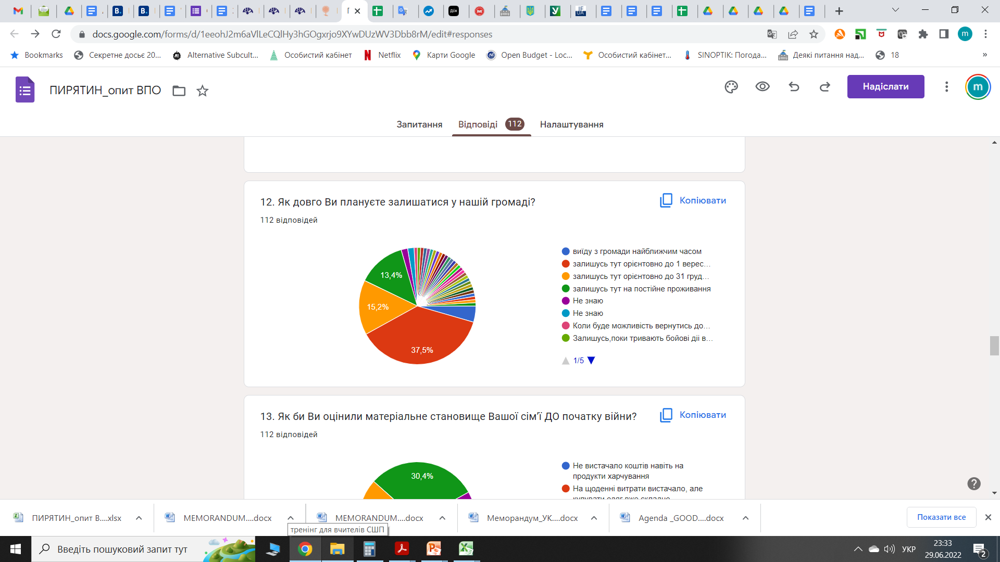 docs.google.com/forms/d/1eeohJ2m6aVlLeCQlHy3hGOgxrjo9XYwDUzWV3Dbb8rM/edit#responses
Bookmarks
Секретне досьє 20...
Alternative Subcult...
Особистий кабінет
Netflix
Карти Google
Open Budget - Loc...
Особистий кабінет...
SINOPTIK: Погода...
Деякі питання над...
18
»
ПИРЯТИН_опит ВПО
Надіслати
m
Запитання
Відповіді 112
Налаштування
12. Як довго Ви плануєте залишатися у нашій громаді?
Копіювати
112 відповідей
виїду з громади найближчим часом
залишусь тут орієнтовно до 1 верес...
залишусь тут орієнтовно до 31 груд...
залишусь тут на постійне проживання
Не знаю
Не знаю
Коли буде можливість вернутись до...
Залишусь,поки тривають бойові діі в...
1/5
13,4%
15,2%
37,5%
13. Як би Ви оцінили матеріальне становище Вашої сім’ї ДО початку війни?
Копіювати
112 відповідей
30,4%
Не вистачало коштів навіть на
продукти харчування
На щоденні витрати вистачало, але
купувати одяг вже складно
ПИРЯТИН_опит В....xlsx
MEMORANDUM....docx
MEMORANDUM....docx
Меморандум_УК....docx
Agenda _GOOD....docx
Показати все
тренінг для вчителів СШП
Введіть пошуковий запит тут
УКР
23:33
29.06.2022
2